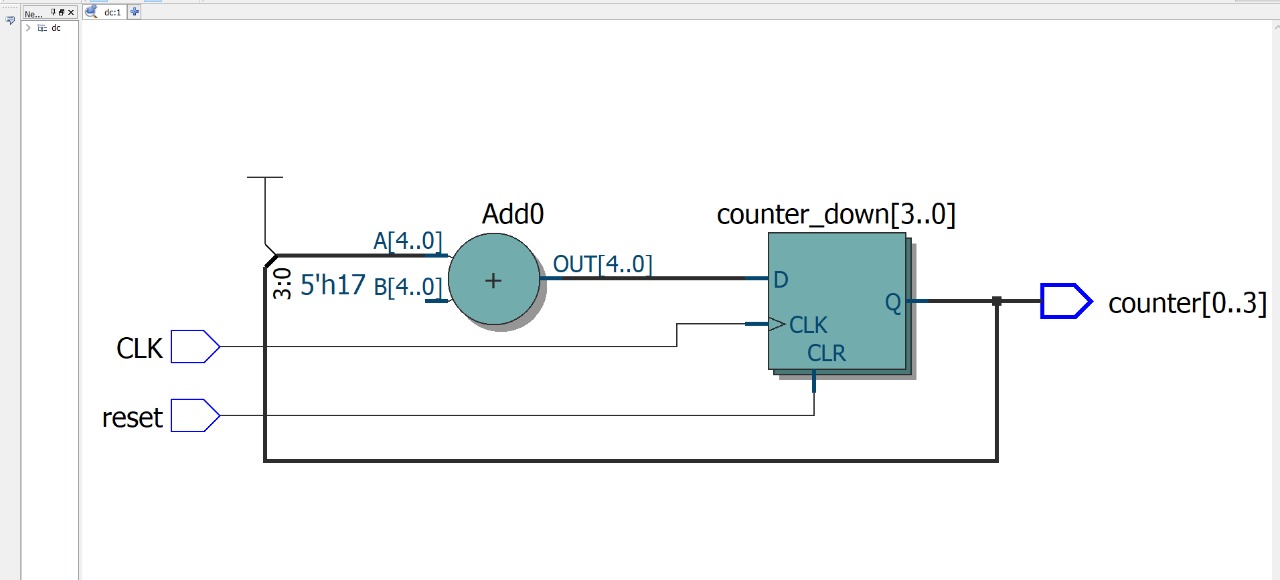 Ne...
dc:1
dc
Add0
counter_down[3..0]
A[4..0]
3:0
5'h17 B[4..0]
+
OUT[4..0]
D
Q
counter[0..3]
CLK
CLK
CLR
reset